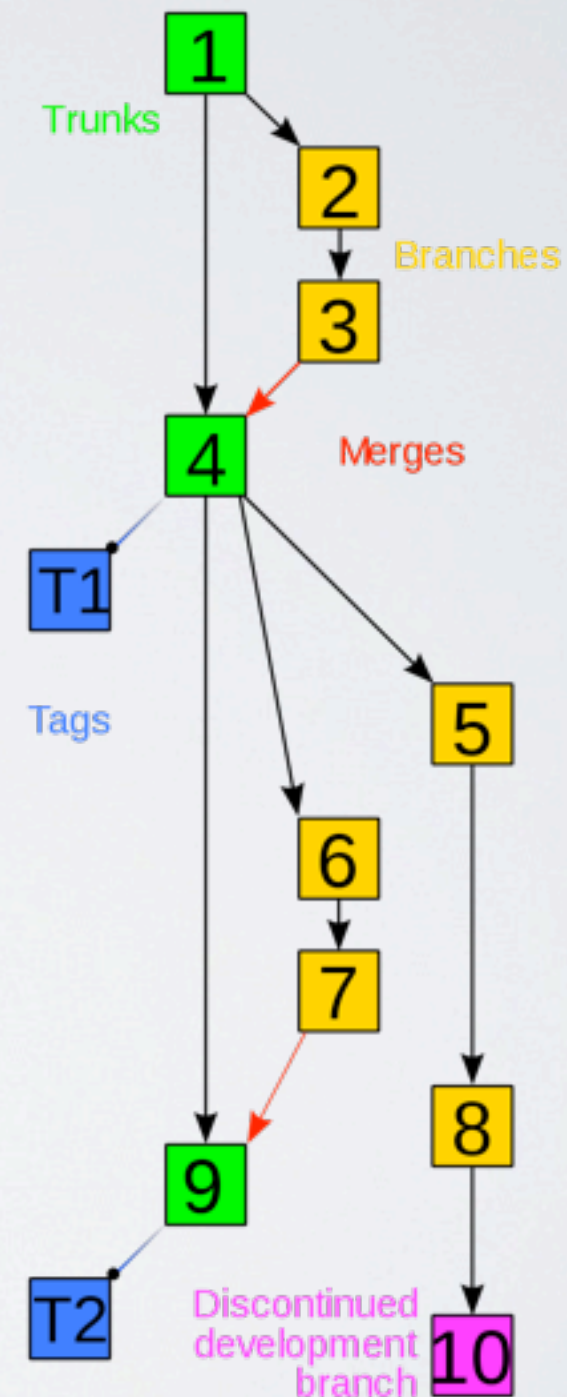 1
Trunks
2
Branches
3
4
Merges
T1
5
Tags
6
7
8
9
T2
Discontinued
development
branch
10